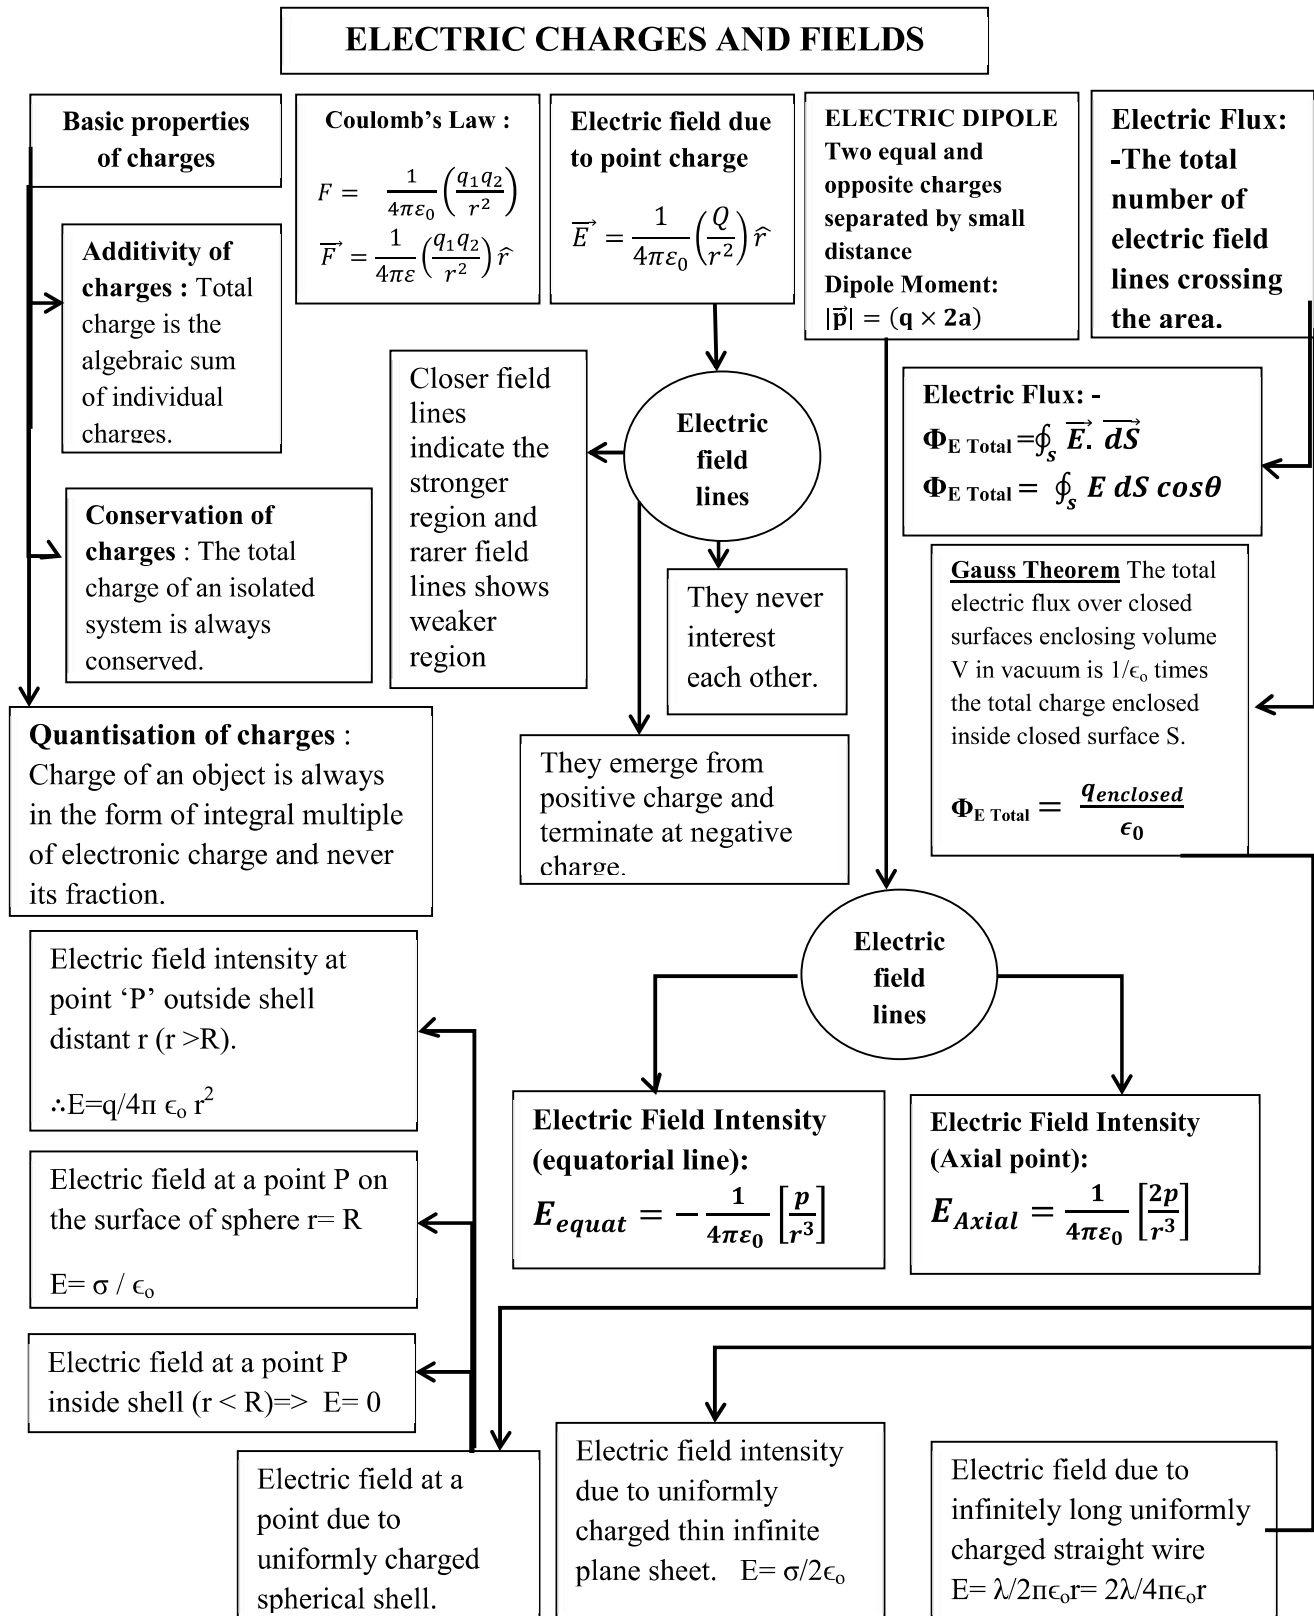 ELECTRIC CHARGES AND FIELDS
Basic properties
of charges
Additivity of
charges : Total
charge is the
algebraic sum
of individual
charges.
Conservation of
charges : The total
charge of an isolated
system is always
conserved.
Quantisation of charges :
Charge of an object is always
in the form of integral multiple
of electronic charge and never
its fraction.
Coulomb's Law :
F = 1/4πε₀ (q₁q₂/r²)
F⃗ = 1/4πε (q₁q₂/r²) r̂
Electric field due
to point charge
E⃗ = 1/4πε₀ (Q/r²) r̂
Electric
field
lines
Closer field
lines
indicate the
stronger
region and
rarer field
lines shows
weaker
region
They never
interest
each other.
They emerge from
positive charge and
terminate at negative
charge.
ELECTRIC DIPOLE
Two equal and
opposite charges
separated by small
distance
Dipole Moment:
|p⃗| = (q × 2a)
Electric
field
lines
Electric Field Intensity
(equatorial line):
E equat = − 1/4πε₀ [p/r³]
Electric Field Intensity
(Axial point):
E Axial = 1/4πε₀ [2p/r³]
Electric Flux:
-The total
number of
electric field
lines crossing
the area.
Electric Flux: -
Φ E Total =∮s E⃗. dS⃗
Φ E Total = ∮s E dS cosθ
Gauss Theorem The total
electric flux over closed
surfaces enclosing volume
V in vacuum is 1/ϵₒ times
the total charge enclosed
inside closed surface S.
Φ E Total = q enclosed/ϵ₀
Electric field intensity at
point ‘P’ outside shell
distant r (r >R).
∴E=q/4π ϵₒ r²
Electric field at a point P on
the surface of sphere r= R
E= σ / ϵₒ
Electric field at a point P
inside shell (r < R)=> E= 0
Electric field at a
point due to
uniformly charged
spherical shell.
Electric field intensity
due to uniformly
charged thin infinite
plane sheet. E= σ/2ϵₒ
Electric field due to
infinitely long uniformly
charged straight wire
E= λ/2πϵₒr= 2λ/4πϵₒr